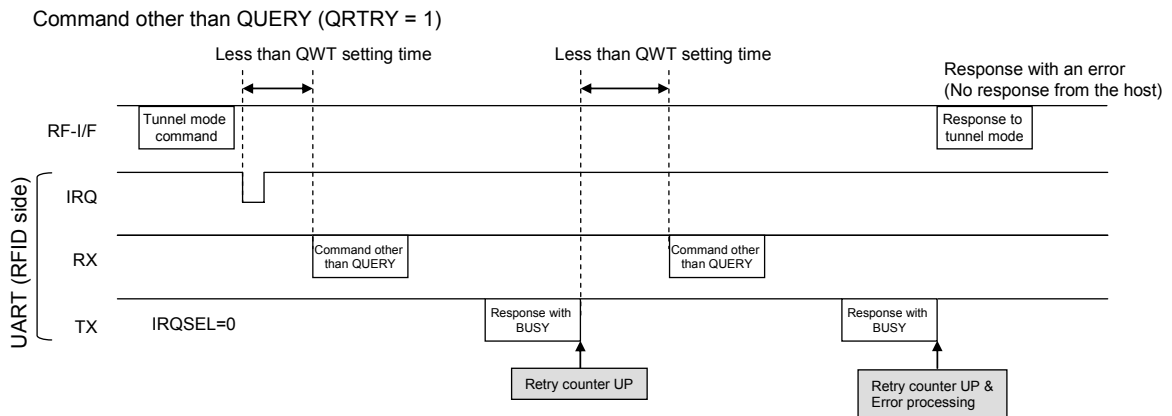 Command other than QUERY (QRTRY = 1)
Less than QWT setting time
Less than QWT setting time
Response with an error
(No response from the host)
RF-I/F
Tunnel mode
command
Response to
tunnel mode
UART (RFID side)
IRQ
RX
Command other
than QUERY
Command other
than QUERY
TX
IRQSEL=0
Response with
BUSY
Response with
BUSY
Retry counter UP
Retry counter UP &
Error processing